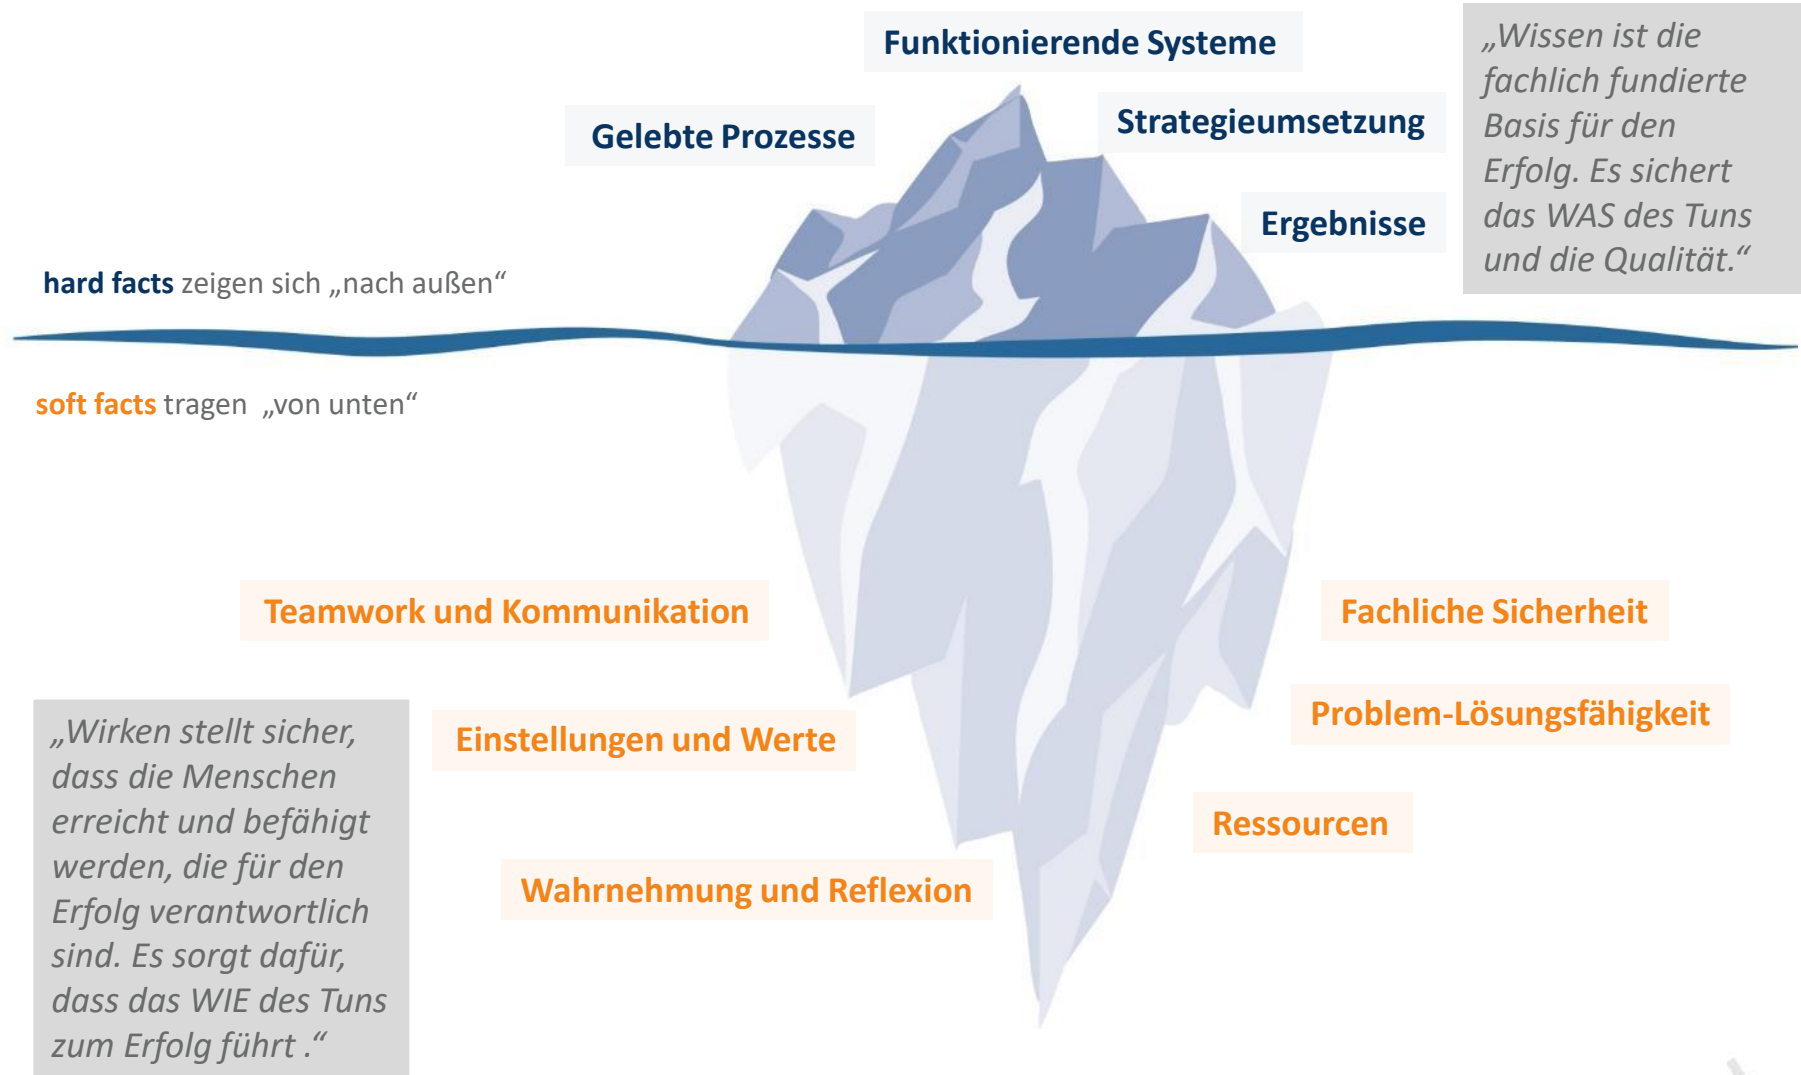 Funktionierende Systeme
Gelebte Prozesse
Strategieumsetzung
Ergebnisse
„Wissen ist die
fachlich fundierte
Basis für den
Erfolg. Es sichert
das WAS des Tuns
und die Qualität.“
hard facts zeigen sich „nach außen“
soft facts tragen „von unten“
Teamwork und Kommunikation
Fachliche Sicherheit
Einstellungen und Werte
Problem-Lösungsfähigkeit
Ressourcen
Wahrnehmung und Reflexion
„Wirken stellt sicher,
dass die Menschen
erreicht und befähigt
werden, die für den
Erfolg verantwortlich
sind. Es sorgt dafür,
dass das WIE des Tuns
zum Erfolg führt .“